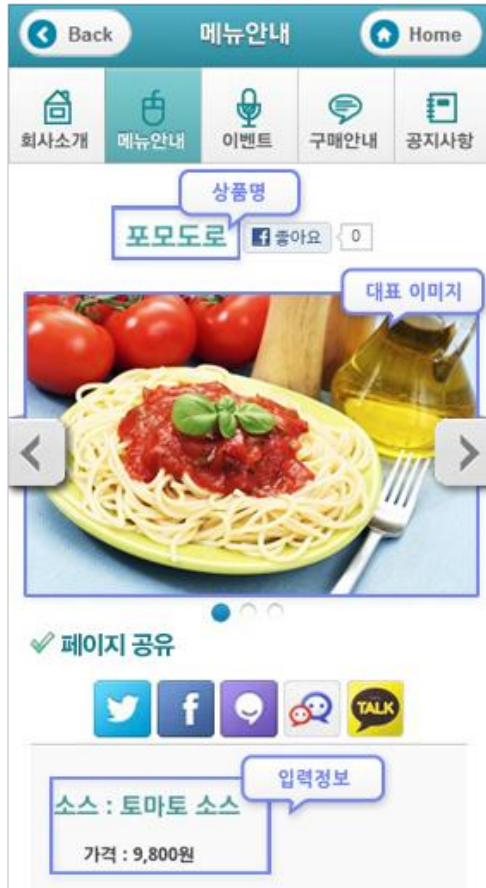 Back
메뉴안내
Home
회사소개
메뉴안내
이벤트
구매안내
공지사항
상품명
포모도로
좋아요
0
대표 이미지
페이지 공유
TALK
입력정보
소스 : 토마토 소스
가격 : 9,800원